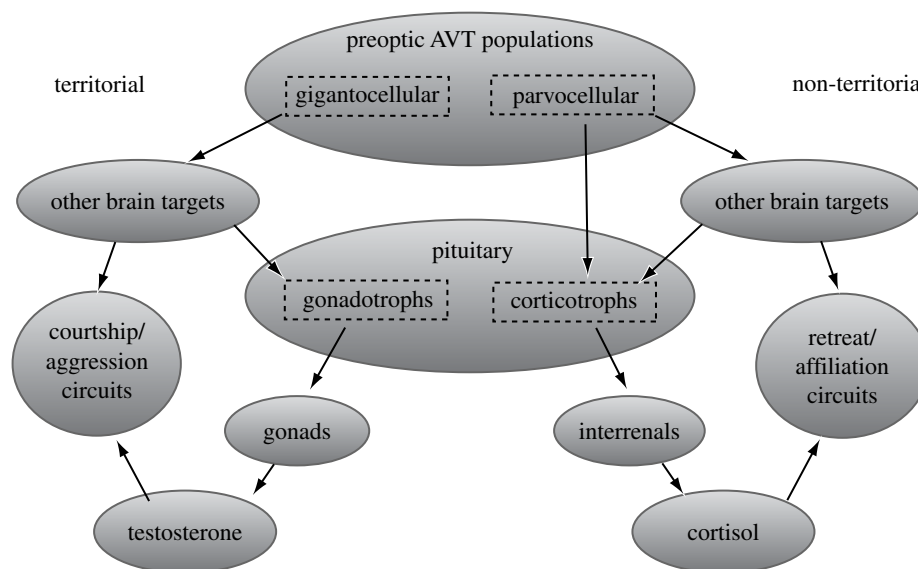 preoptic AVT populations
territorial
gigantocellular
parvocellular
non-territoria
other brain targets
other brain targets
pituitary
gonadotrophs
corticotrophs
courtship/
aggression
circuits
retreat/
affiliation
circuits
gonads
interrenals
testosterone
cortisol